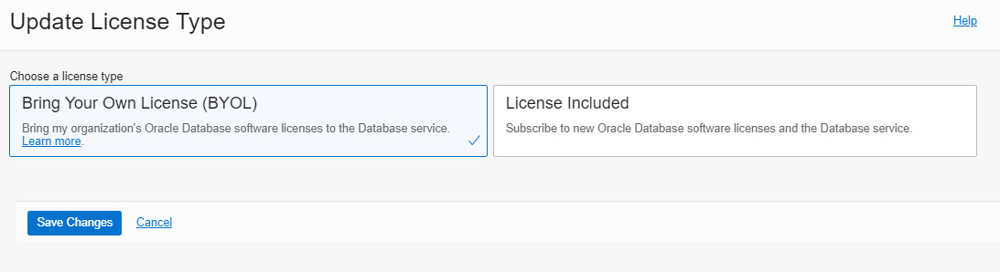 Update License Type
Help
Choose a license type
Bring Your Own License (BYOL)
Bring my organization's Oracle Database software licenses to the Database service.
Learn more.
License Included
Subscribe to new Oracle Database software licenses and the Database service.
Save Changes
Cancel